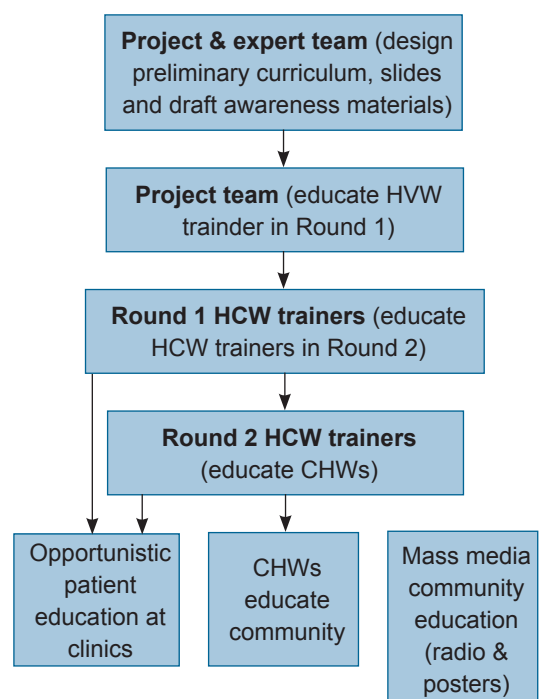 Project & expert team (design
preliminary curriculum, slides
and draft awareness materials)
Project team (educate HVW
trainder in Round 1)
Round 1 HCW trainers (educate
HCW trainers in Round 2)
Round 2 HCW trainers
(educate CHWs)
Opportunistic
patient
education at
clinics
CHWs
educate
community
Mass media
community
education
(radio &
posters)